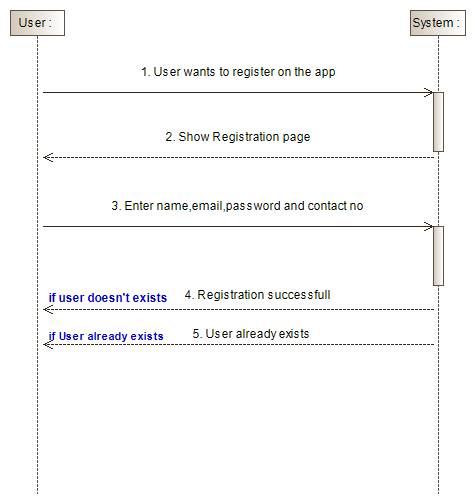 User :
System :
1. User wants to register on the app
2. Show Registration page
3. Enter name,email,password and contact no
if user doesn't exists
4. Registration successfull
if User already exists
5. User already exists